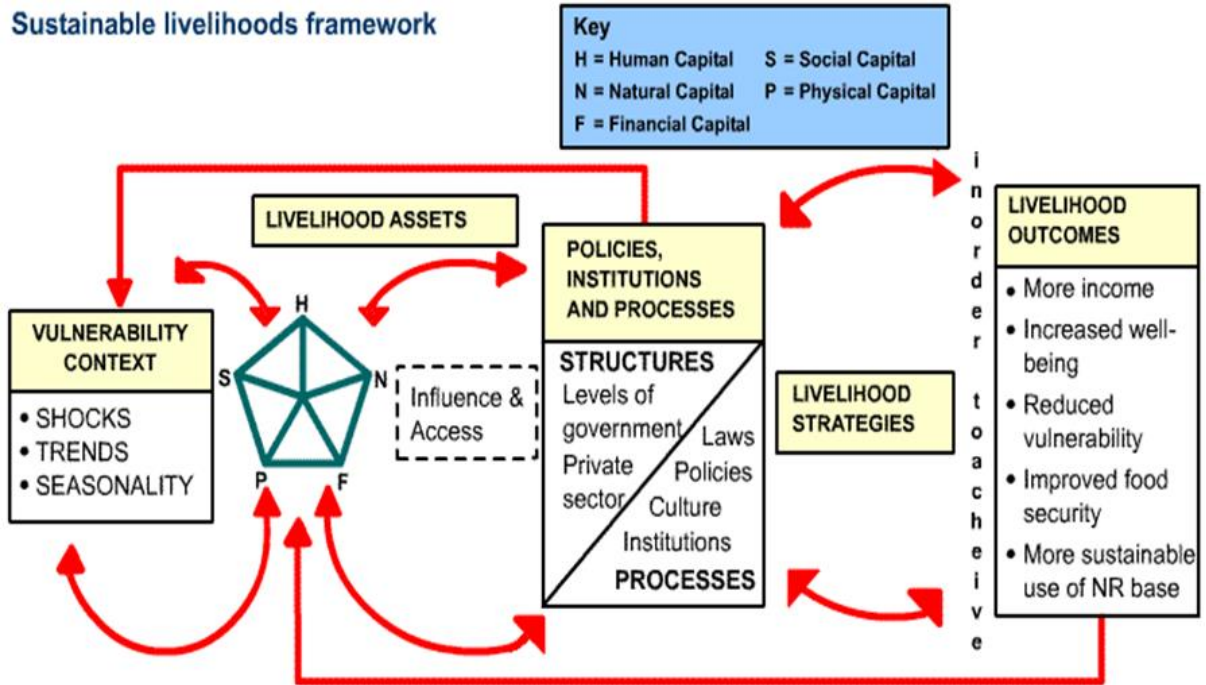 Sustainable livelihoods framework
Key
H = Human Capital S = Social Capital
N = Natural Capital P = Physical Capital
F = Financial Capital
LIVELIHOOD ASSETS
VULNERABILITY
CONTEXT
• SHOCKS
• TRENDS
• SEASONALITY
H
S
N
P
F
Influence &
Access
POLICIES,
INSTITUTIONS
AND PROCESSES
STRUCTURES
Levels of
government
Private
sector
Laws
Policies
Culture
Institutions
PROCESSES
LIVELIHOOD
STRATEGIES
inorder toacheive
LIVELIHOOD
OUTCOMES
• More income
• Increased well-
being
• Reduced
vulnerability
• Improved food
security
• More sustainable
use of NR base